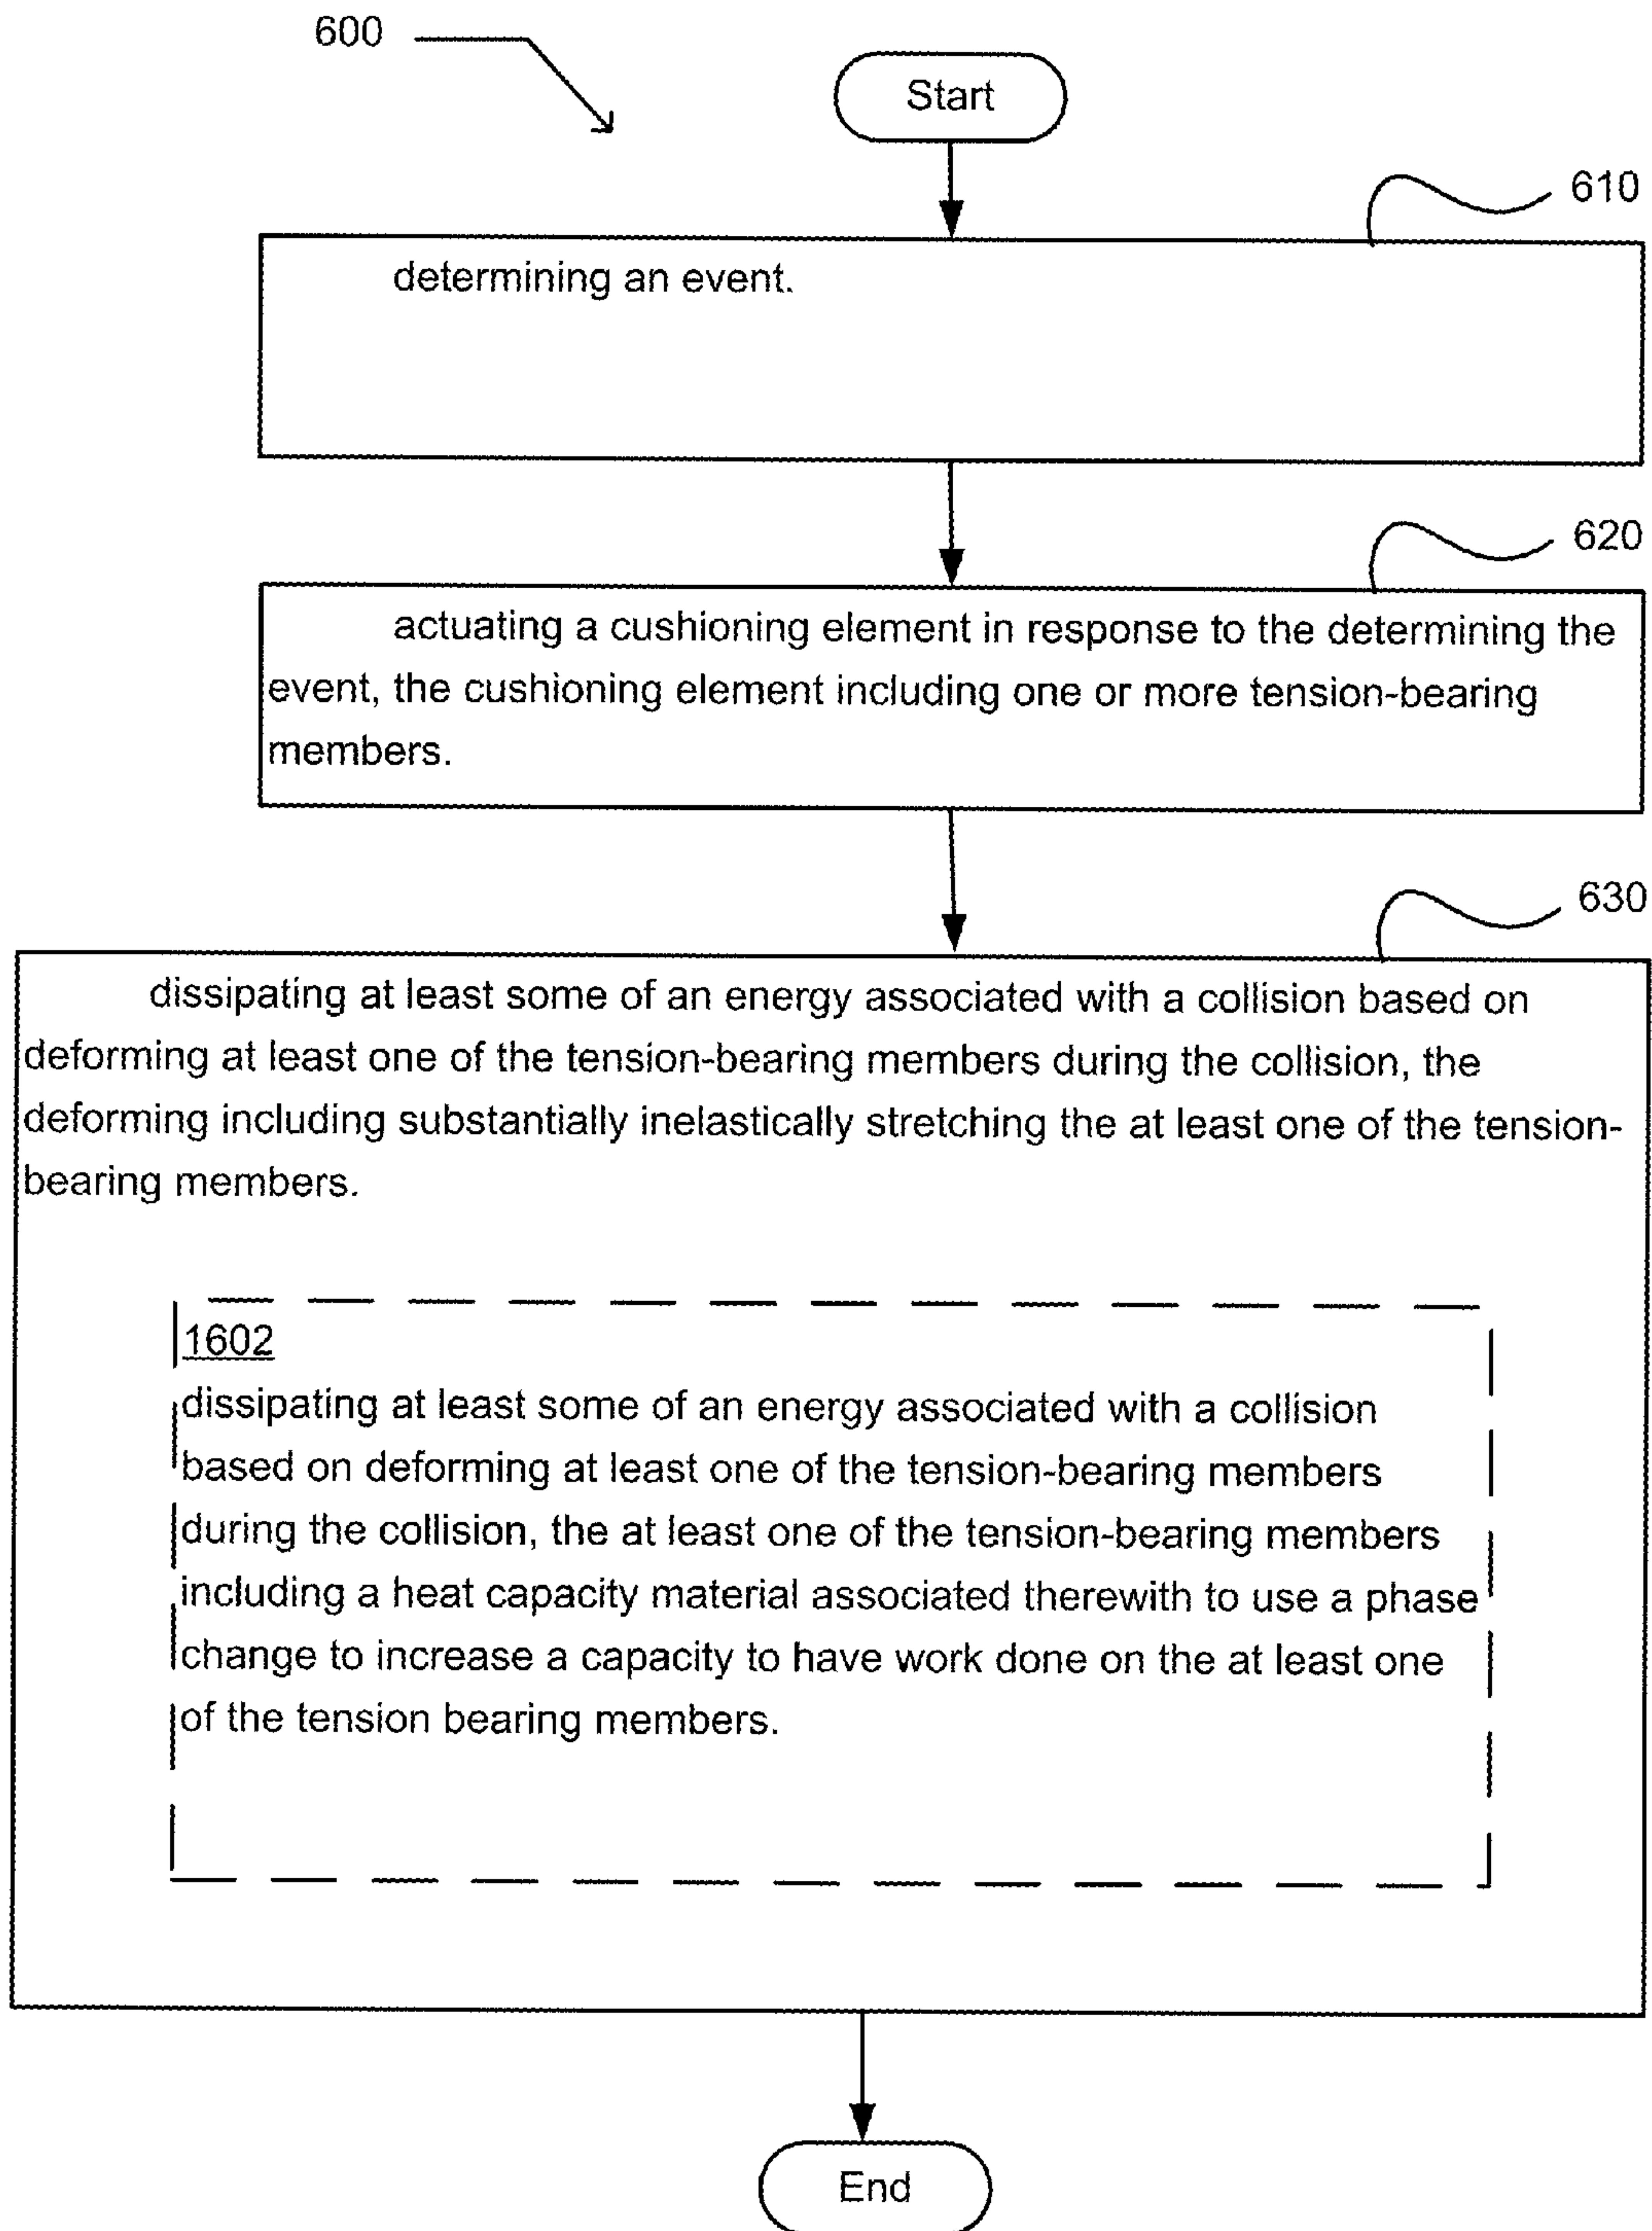 600
Start
610
determining an event.
620
actuating a cushioning element in response to the determining the
event, the cushioning element including one or more tension-bearing
members.
630
dissipating at least some of an energy associated with a collision based on
deforming at least one of the tension-bearing members during the collision, the
deforming including substantially inelastically stretching the at least one of the tension-
bearing members.
1602
dissipating at least some of an energy associated with a collision
based on deforming at least one of the tension-bearing members
during the collision, the at least one of the tension-bearing members
including a heat capacity material associated therewith to use a phase
change to increase a capacity to have work done on the at least one
of the tension bearing members.
End